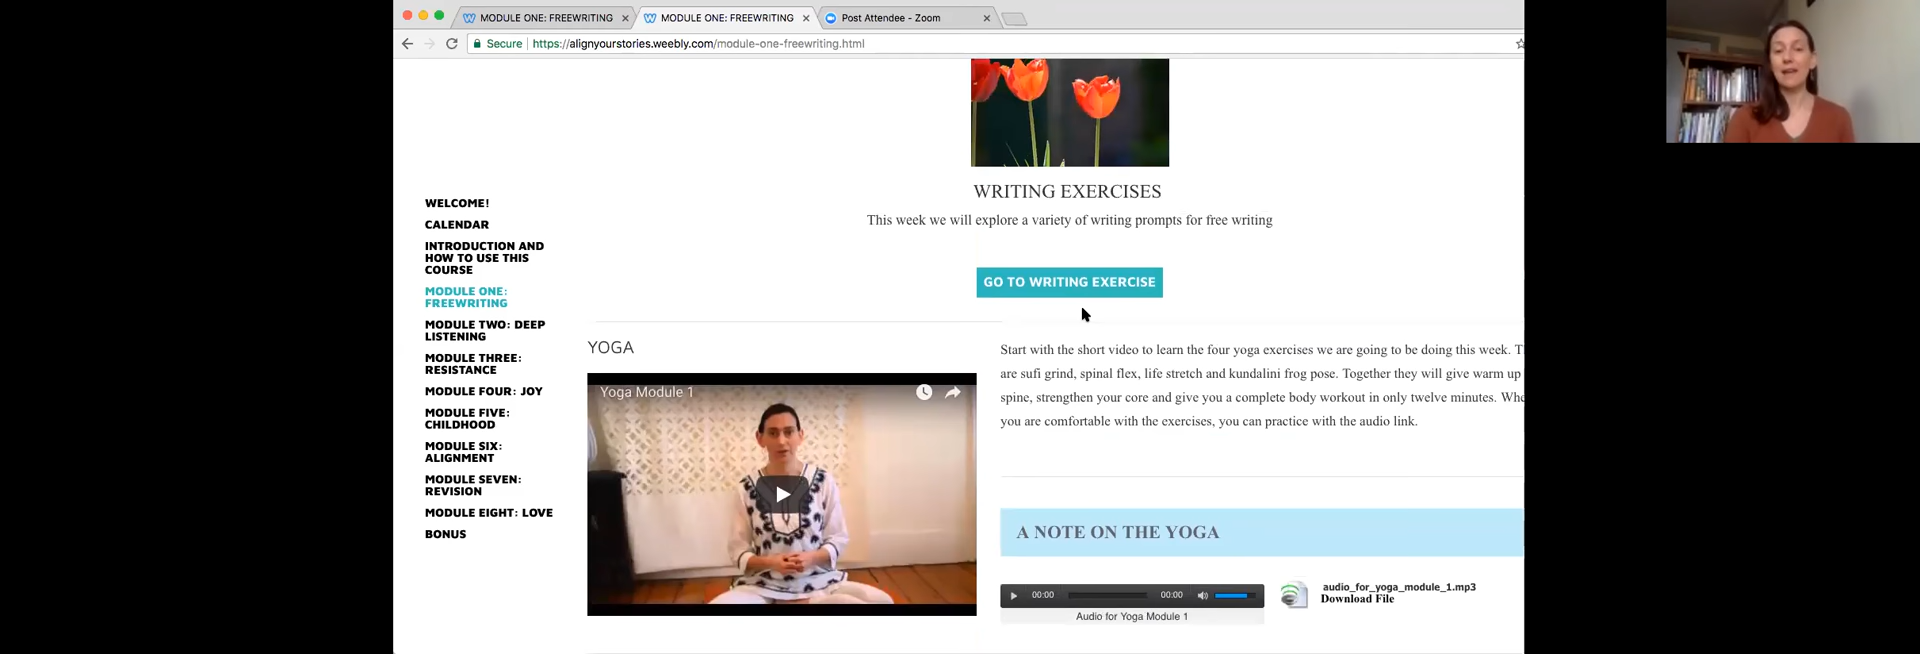 MODULE ONE: FREEWRITING
MODULE ONE: FREEWRITING
Post Attendee - Zoom
Secure
https://alignyourstories.weebly.com/module-one-freewriting.html
WRITING EXERCISES
This week we will explore a variety of writing prompts for free writing
GO TO WRITING EXERCISE
WELCOME!
CALENDAR
INTRODUCTION AND
HOW TO USE THIS
COURSE
MODULE ONE:
FREEWRITING
MODULE TWO: DEEP
LISTENING
MODULE THREE:
RESISTANCE
MODULE FOUR: JOY
MODULE FIVE:
CHILDHOOD
MODULE SIX:
ALIGNMENT
MODULE SEVEN:
REVISION
MODULE EIGHT: LOVE
BONUS
YOGA
Yoga Module 1
Start with the short video to learn the four yoga exercises we are going to be doing this week.
are sufi grind, spinal flex, life stretch and kundalini frog pose. Together they will give warm up
spine, strengthen your core and give you a complete body workout in only twelve minutes.
you are comfortable with the exercises, you can practice with the audio link.
A NOTE ON THE YOGA
00:00
00:00
Audio for Yoga Module 1
audio_for_yoga_module_1.mp3
Download File